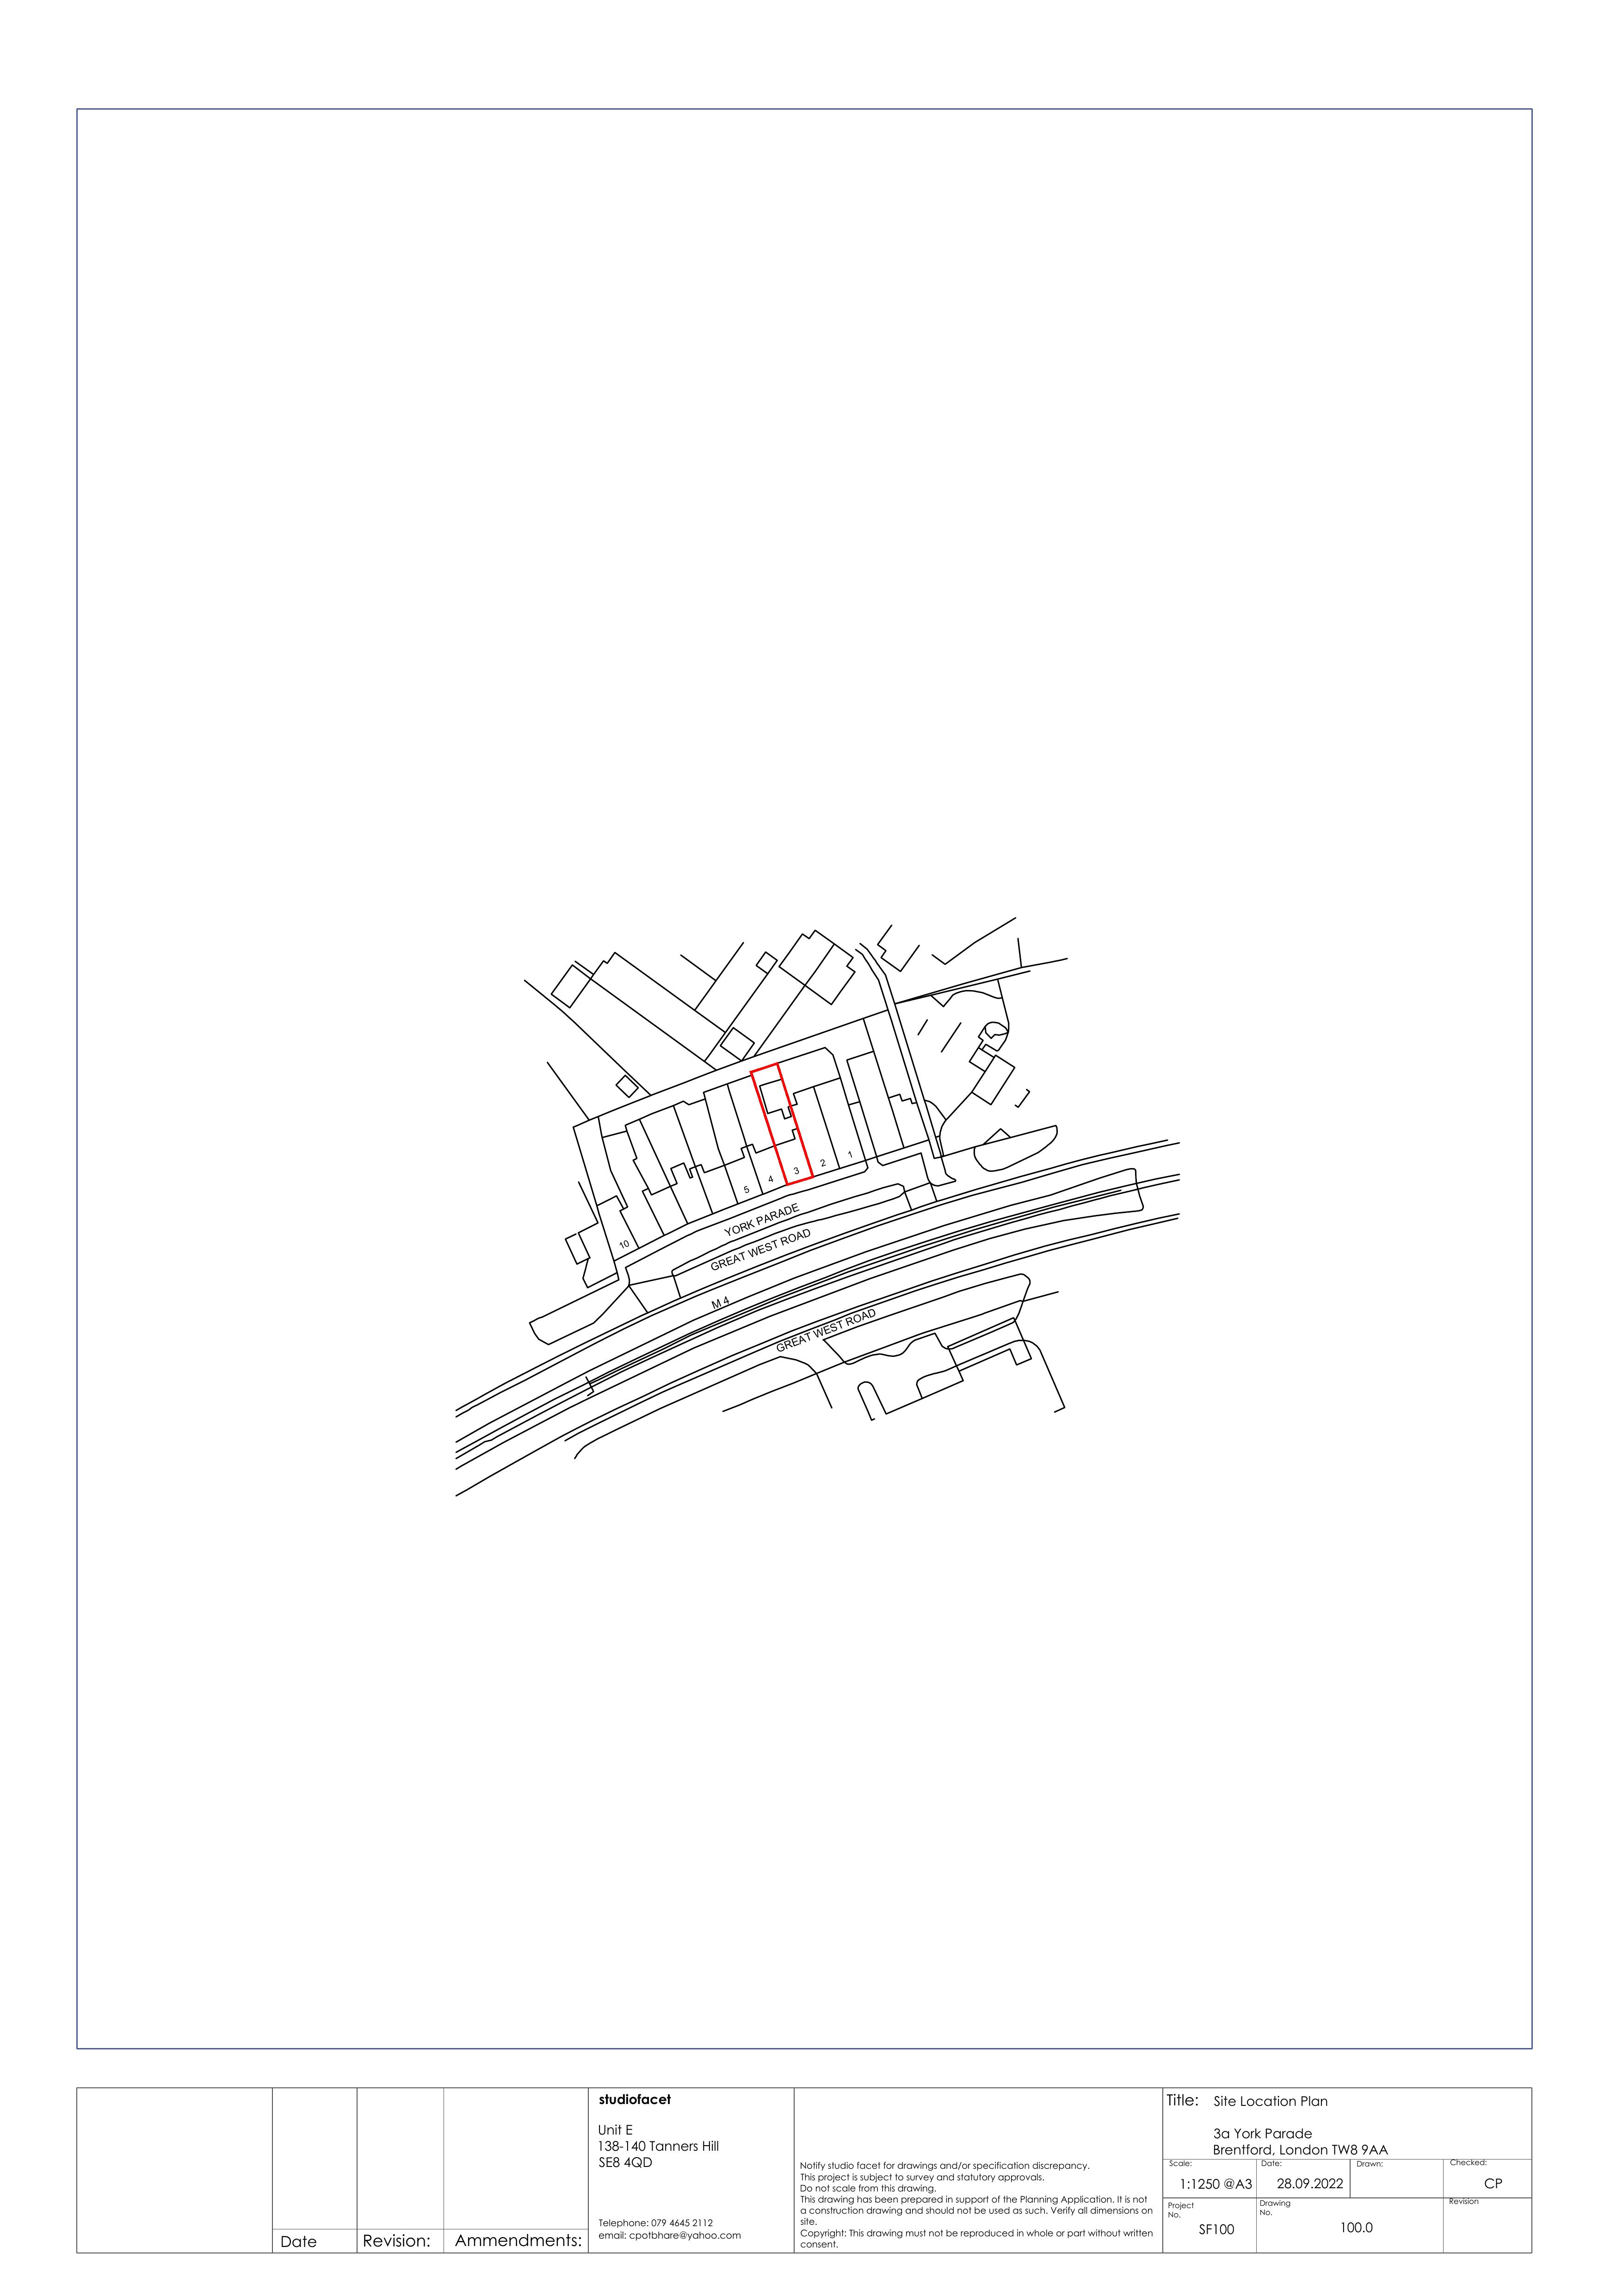 1
2
3
4
5
10
YORK PARADE
GREAT WEST ROAD
M 4
GREAT WEST ROAD
Date
Revision:
Ammendments:
studiofacet
Unit E
138-140 Tanners Hill
SE8 4QD
Telephone: 079 4645 2112
email: cpotbhare@yahoo.com
Notify studio facet for drawings and/or specification discrepancy.
This project is subject to survey and statutory approvals.
Do not scale from this drawing.
This drawing has been prepared in support of the Planning Application. It is not
a construction drawing and should not be used as such. Verify all dimensions on
site.
Copyright: This drawing must not be reproduced in whole or part without written
consent.
Title: Site Location Plan
3a York Parade
Brentford, London TW8 9AA
Scale:
1:1250 @A3
Date:
28.09.2022
Drawn:
Checked:
CP
Project
No.
SF100
Drawing
No.
100.0
Revision